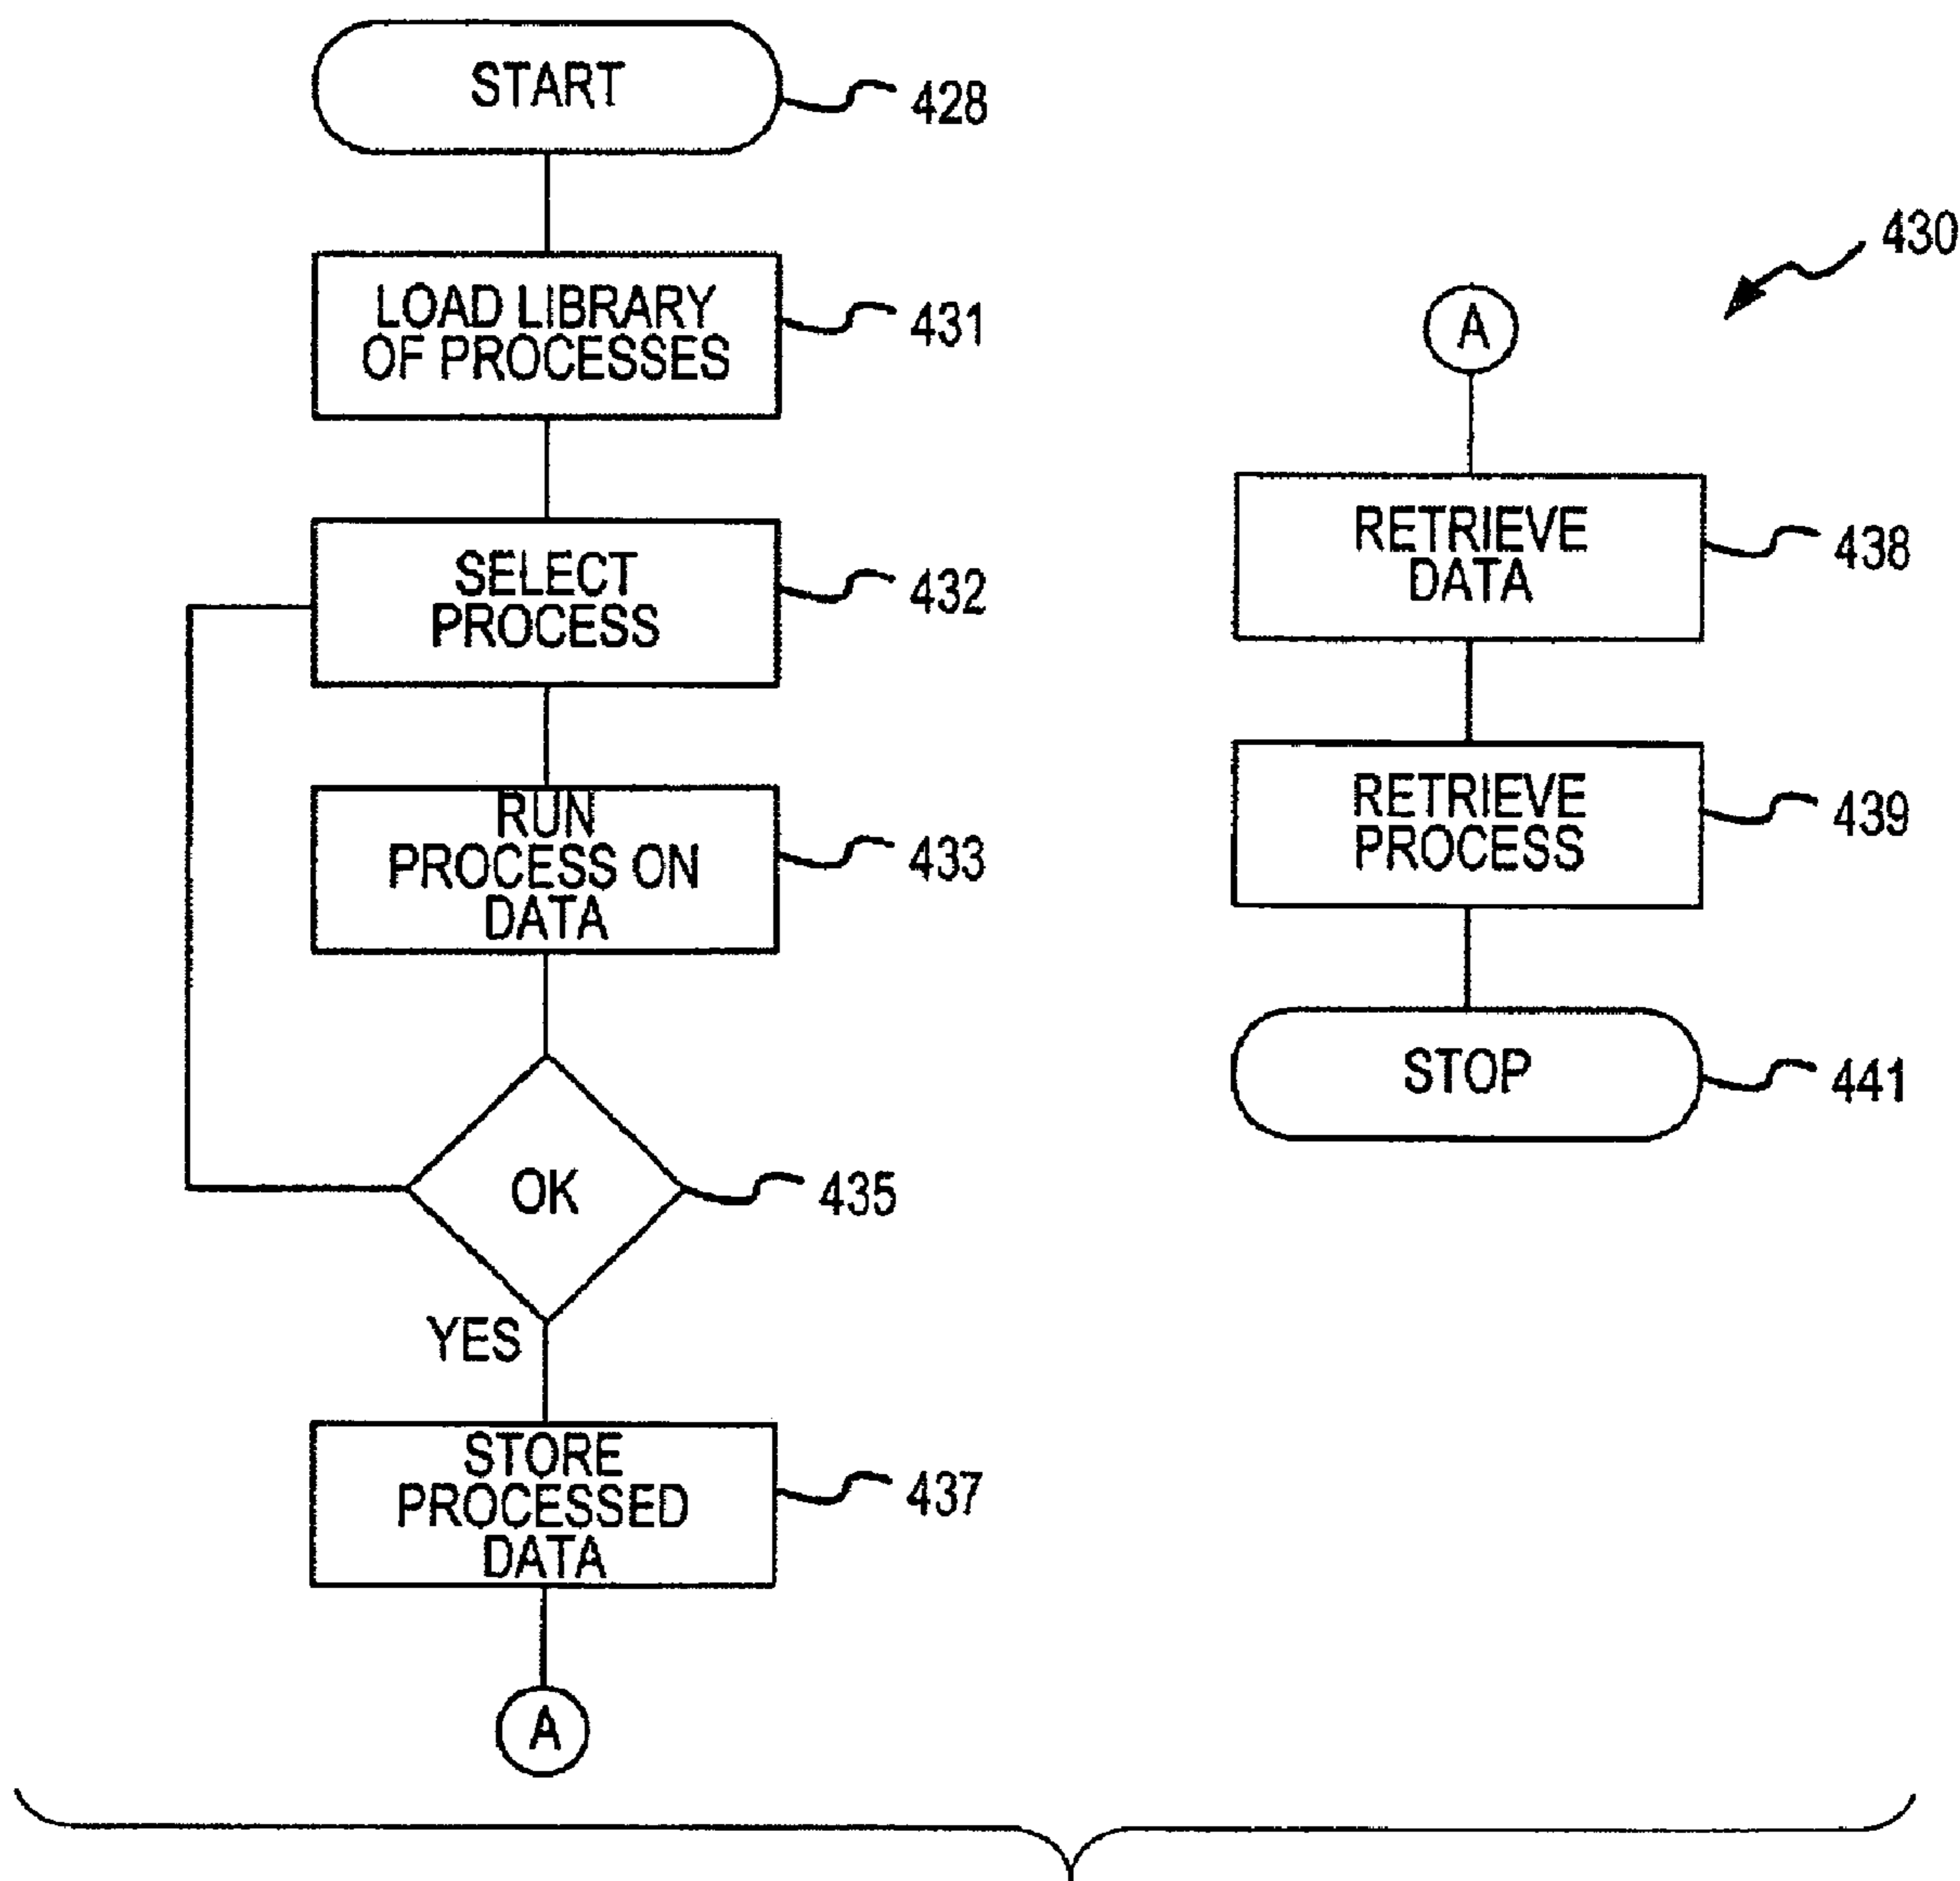 START
428
LOAD LIBRARY
OF PROCESSES
431
SELECT
PROCESS
432
RUN
PROCESS ON
DATA
433
OK
435
YES
STORE
PROCESSED
DATA
437
A
430
A
RETRIEVE
DATA
438
RETRIEVE
PROCESS
439
STOP
441